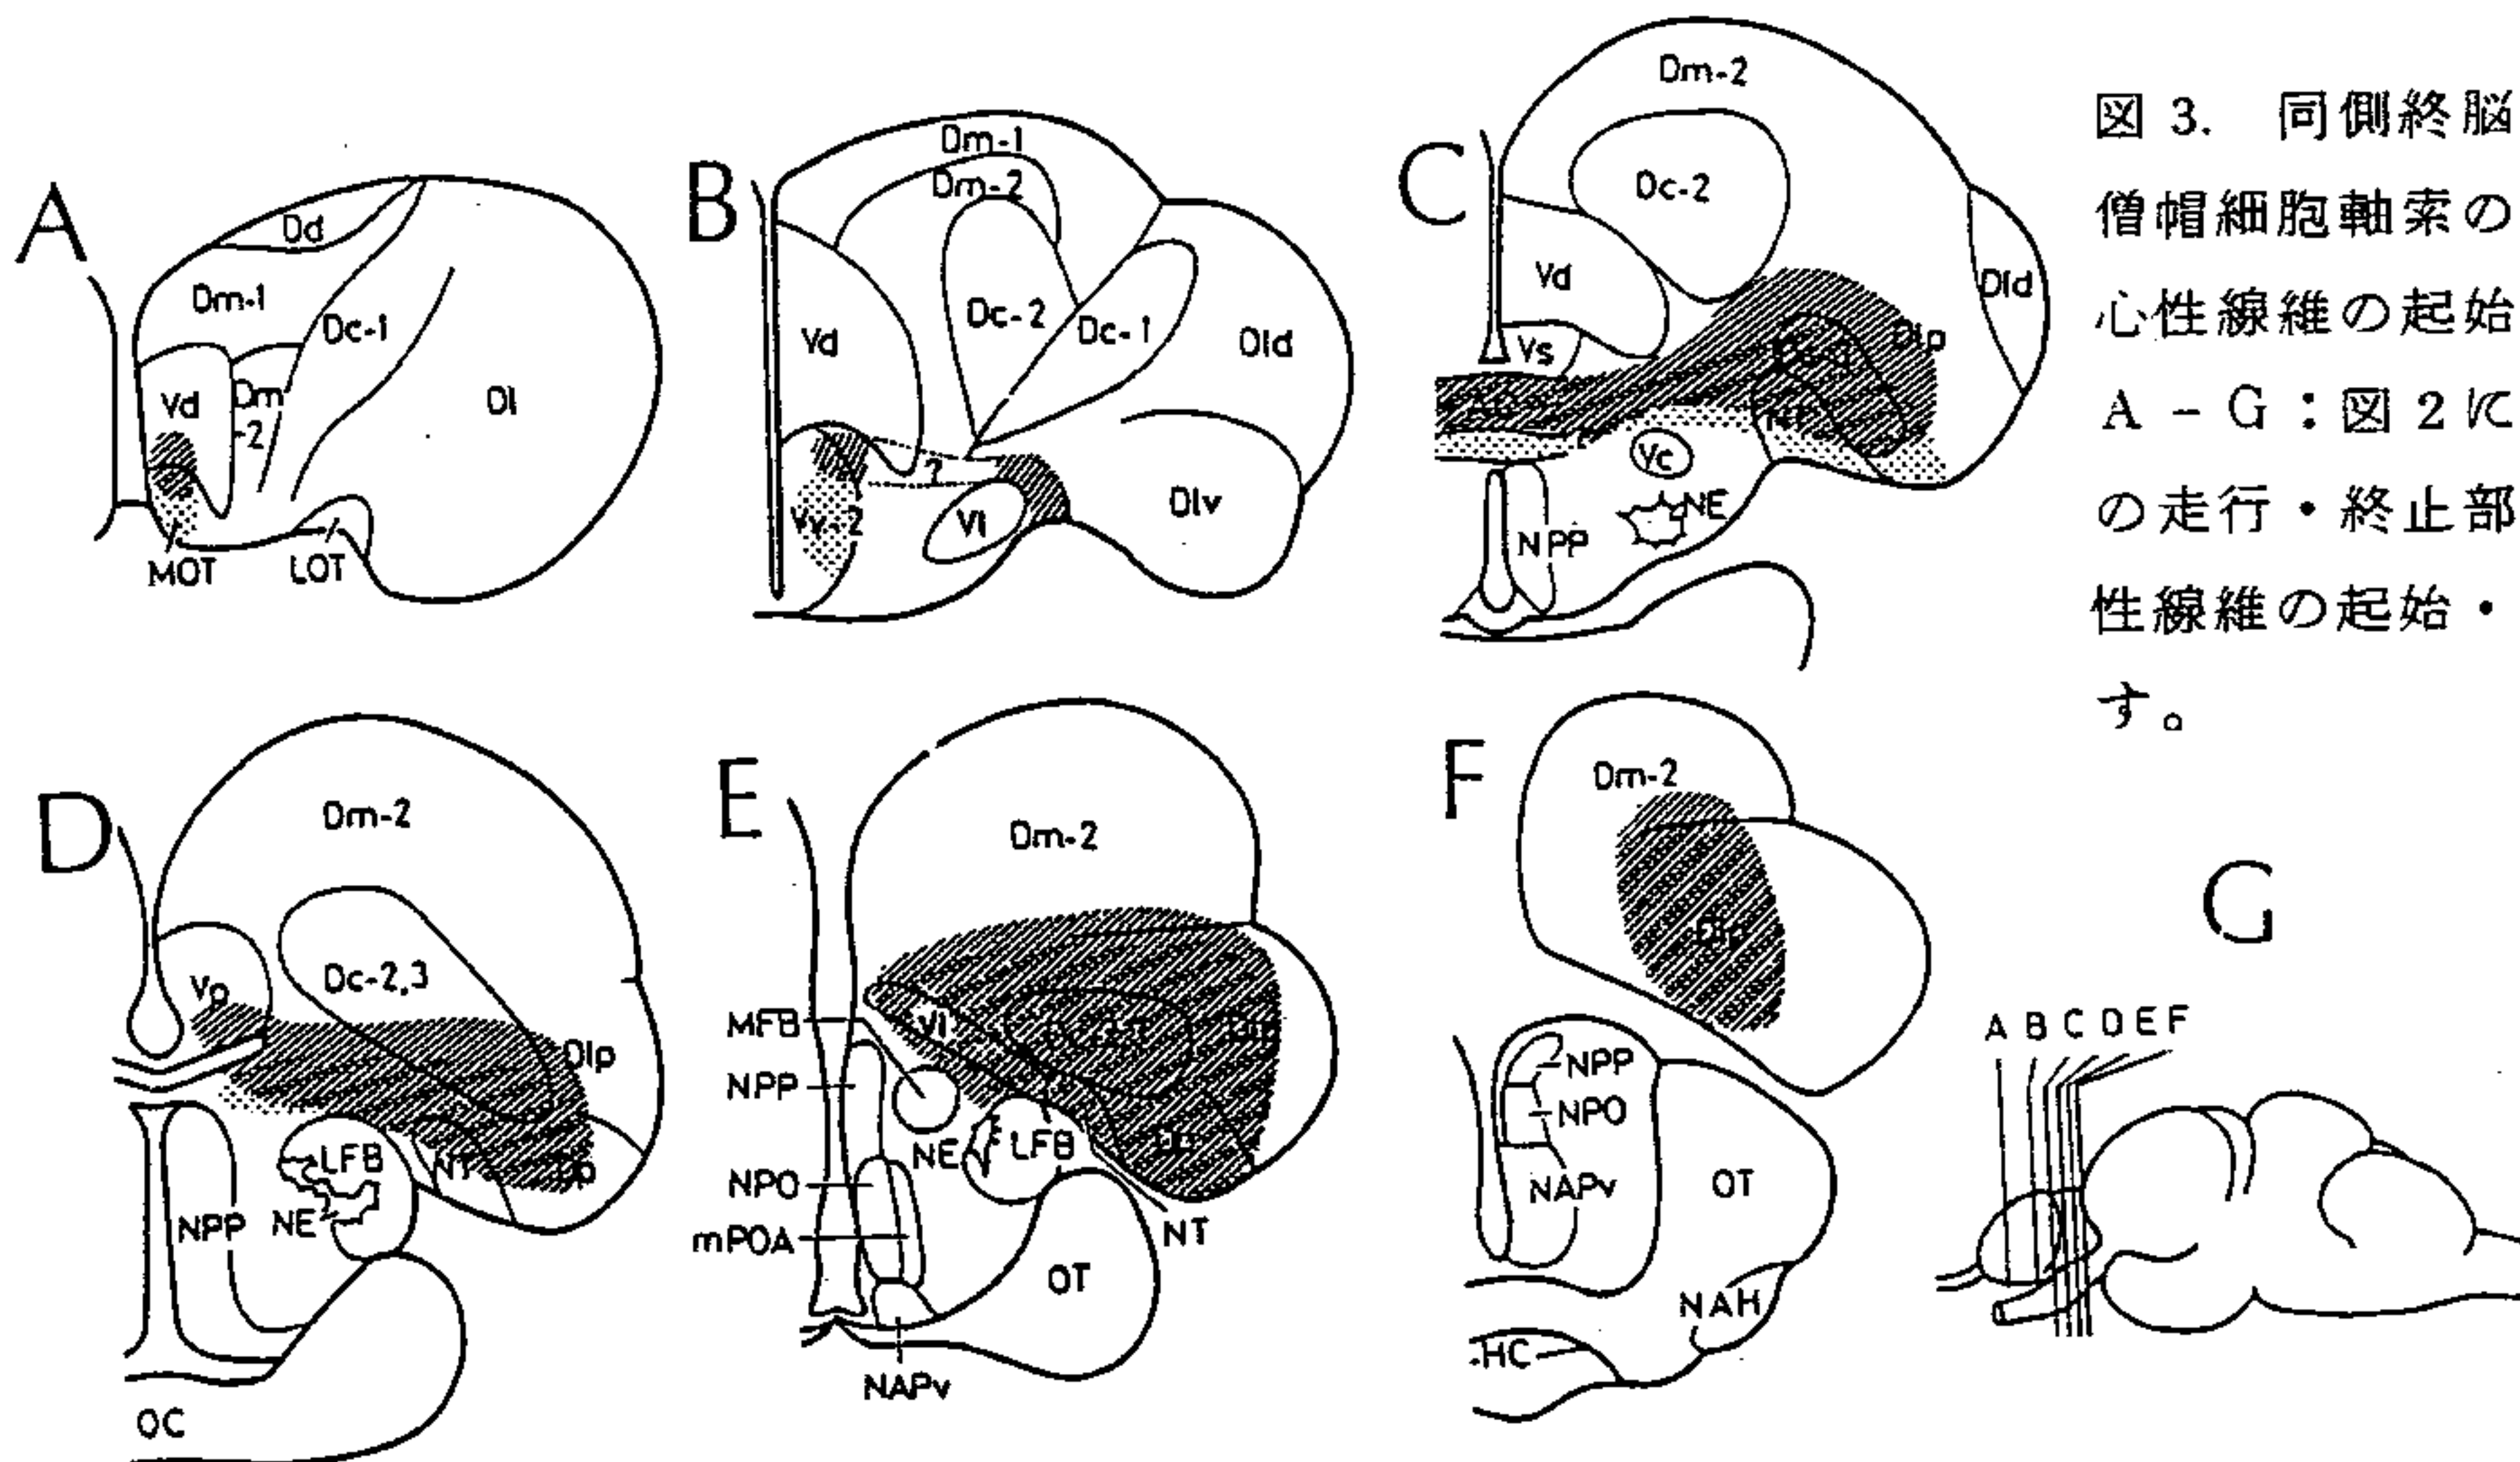 A
Dd
Dm-1
Dc-1
Vd
Dm
-2
Dl
MOT
LOT
B
Dm-1
Dm-2
Vd
Dc-2
Dc-1
Dld
?
Vv-2
Vl
Dlv
C
Dm-2
Dc-2
Vd
Dld
Vs
Dlp
Vc
NE
NPP
図 3. 同側終脳
僧帽細胞軸索の
心性線維の起始
A - G:図 2 に
の走行・終止部
性線維の起始・
す。
D
Dm-2
Vp
Dc-2,3
Dlp
LFB
NT
NPP
NE
OC
E
Dm-2
MFB
Vl
NPP
NE
LFB
NPO
NT
mPOA
OT
NAPv
F
Dm-2
Dlp
NPP
NPO
NAPv
OT
NAH
HC
G
A B C D E F